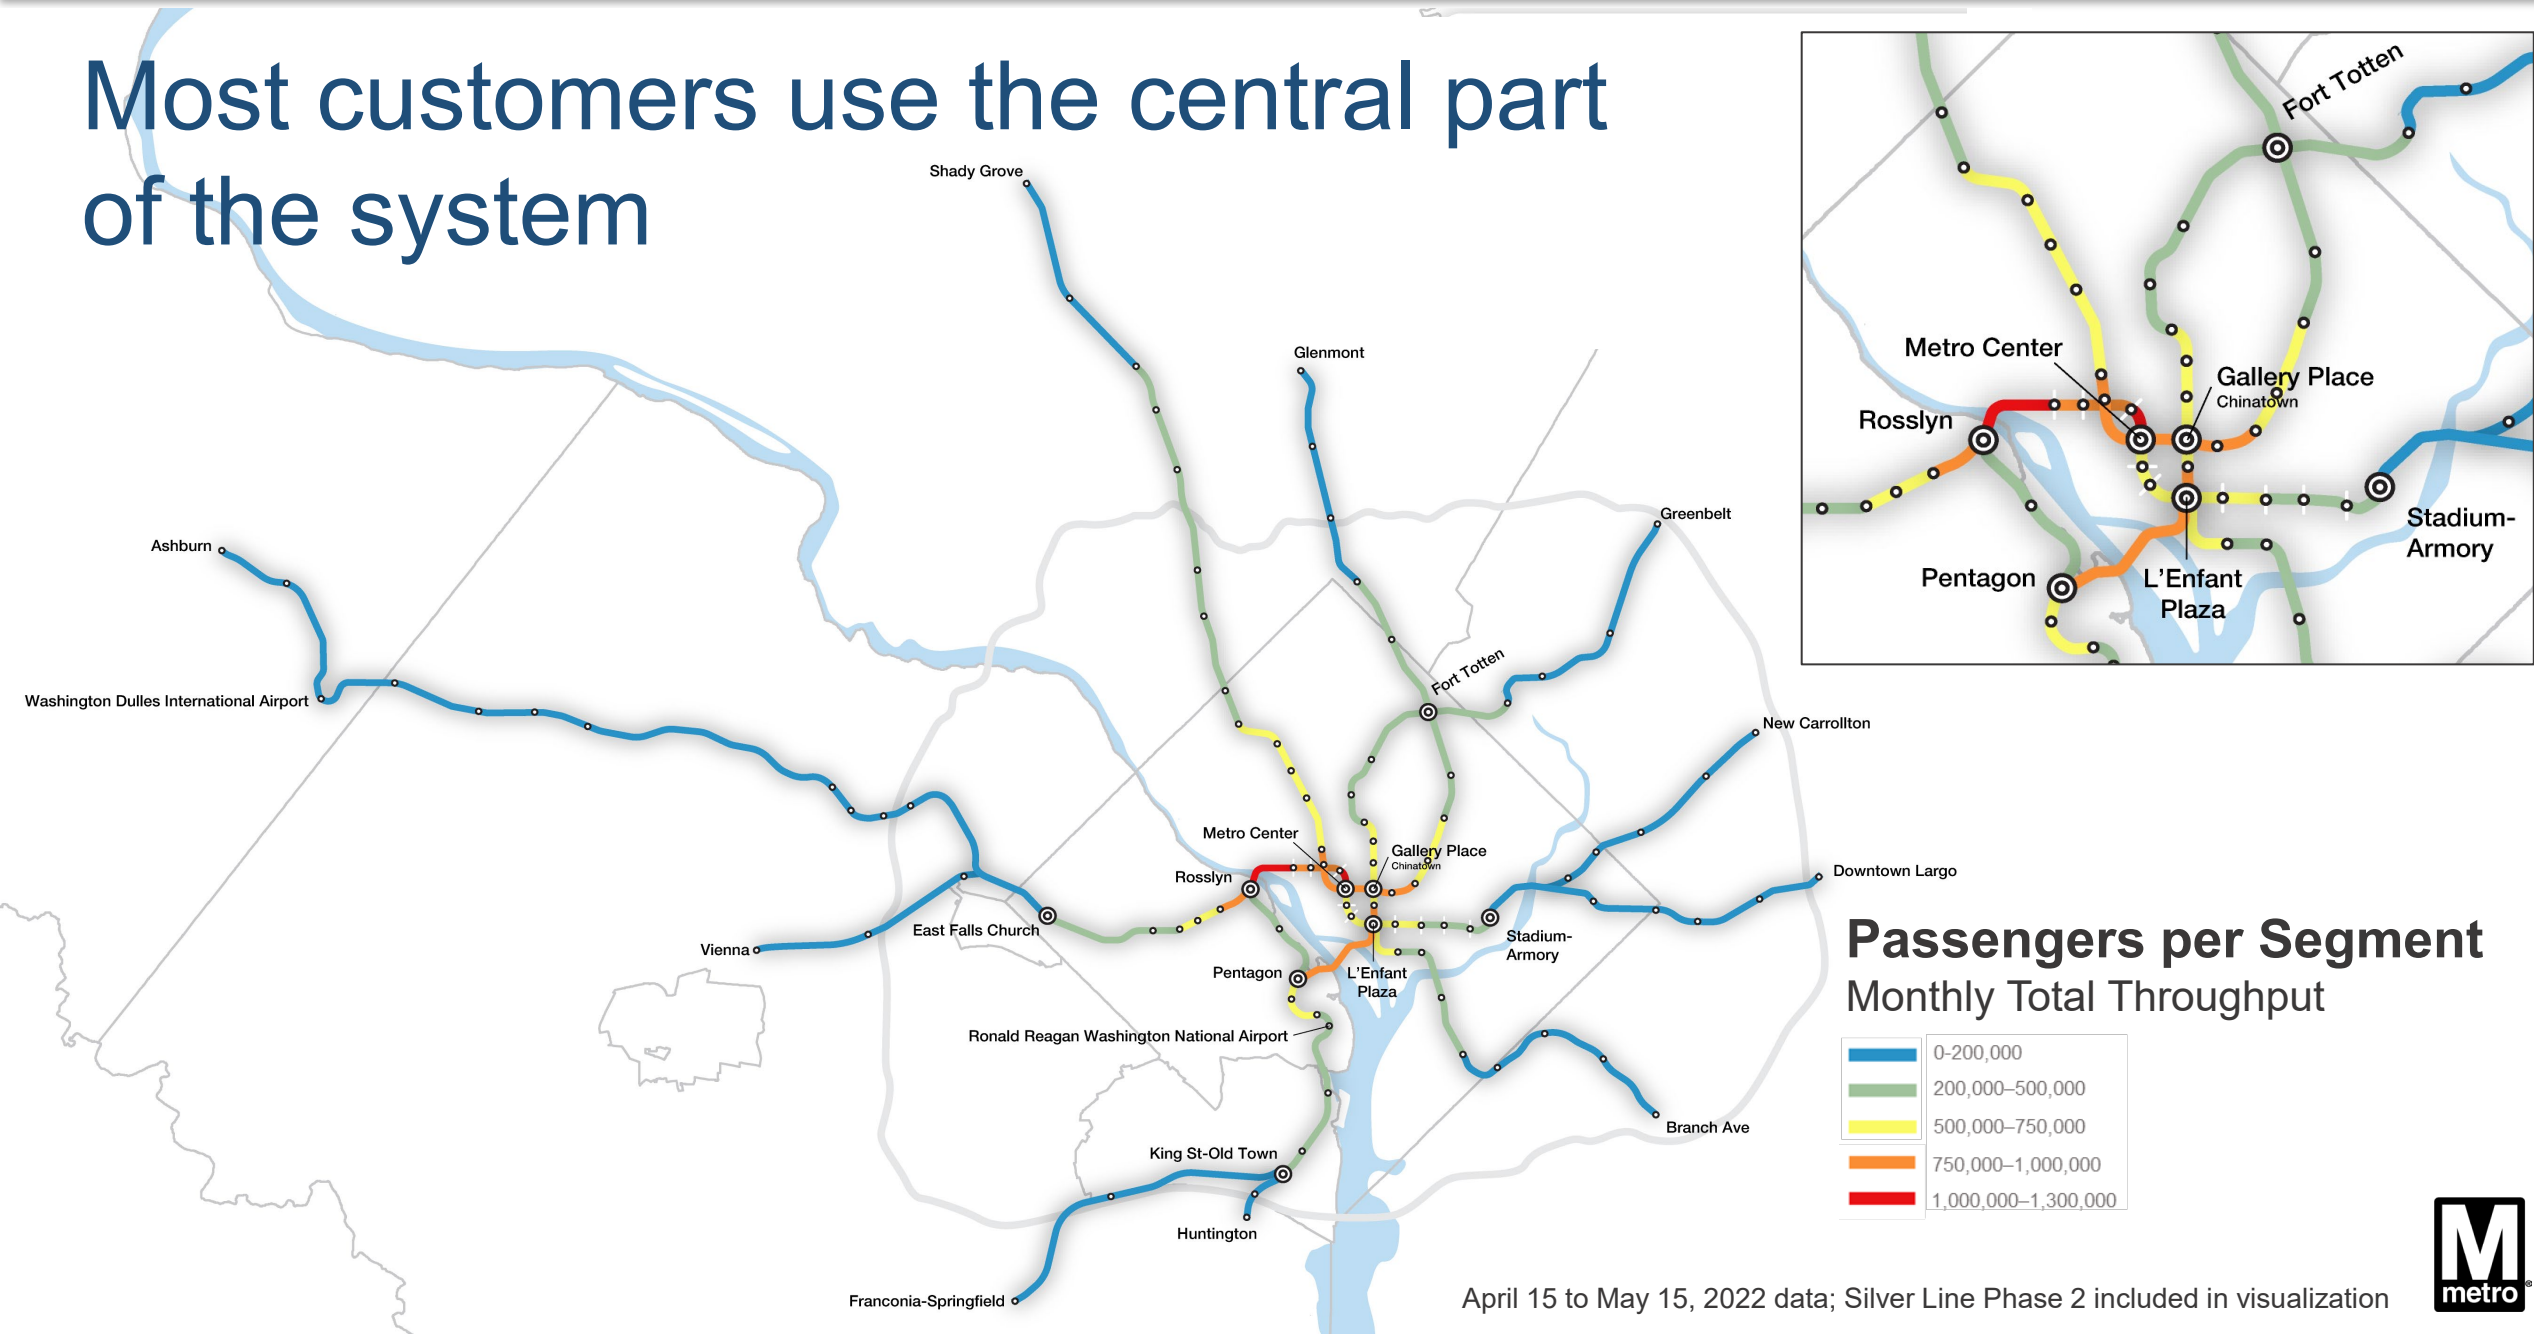 Most customers use the central part
of the system
Shady Grove
Glenmont
Greenbelt
Ashburn
Fort Totten
Washington Dulles International Airport
New Carrollton
Metro Center
Gallery Place
Chinatown
Rosslyn
Downtown Largo
East Falls Church
Vienna
Stadium-
Armory
Pentagon
L'Enfant
Plaza
Ronald Reagan Washington National Airport
Branch Ave
King St-Old Town
Huntington
Franconia-Springfield
Fort Totten
Metro Center
Gallery Place
Chinatown
Rosslyn
Stadium-
Armory
Pentagon
L'Enfant
Plaza
Passengers per Segment
Monthly Total Throughput
0-200,000
200,000–500,000
500,000–750,000
750,000–1,000,000
1,000,000–1,300,000
April 15 to May 15, 2022 data; Silver Line Phase 2 included in visualization
M
metro®